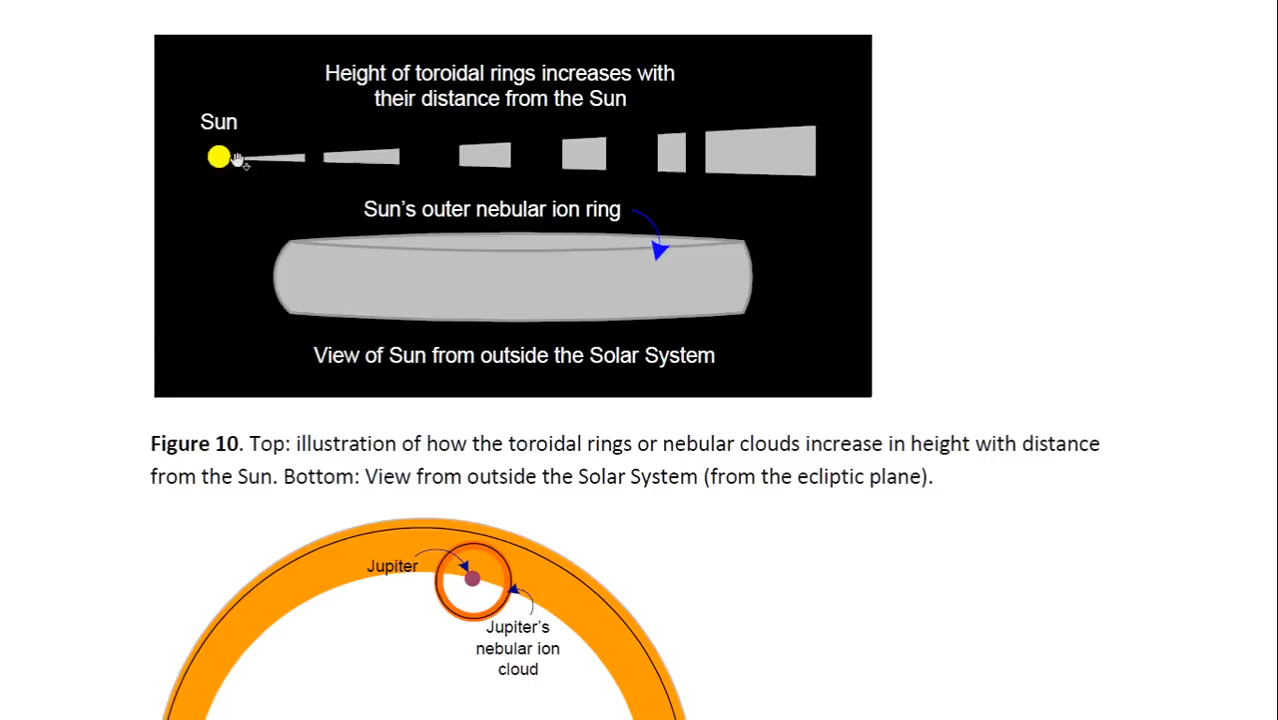 Height of toroidal rings increases with
their distance from the Sun
Sun
Sun's outer nebular ion ring
View of Sun from outside the Solar System
Figure 10. Top: illustration of how the toroidal rings or nebular clouds increase in height with distance
from the Sun. Bottom: View from outside the Solar System (from the ecliptic plane).
Jupiter
Jupiter's
nebular ion
cloud